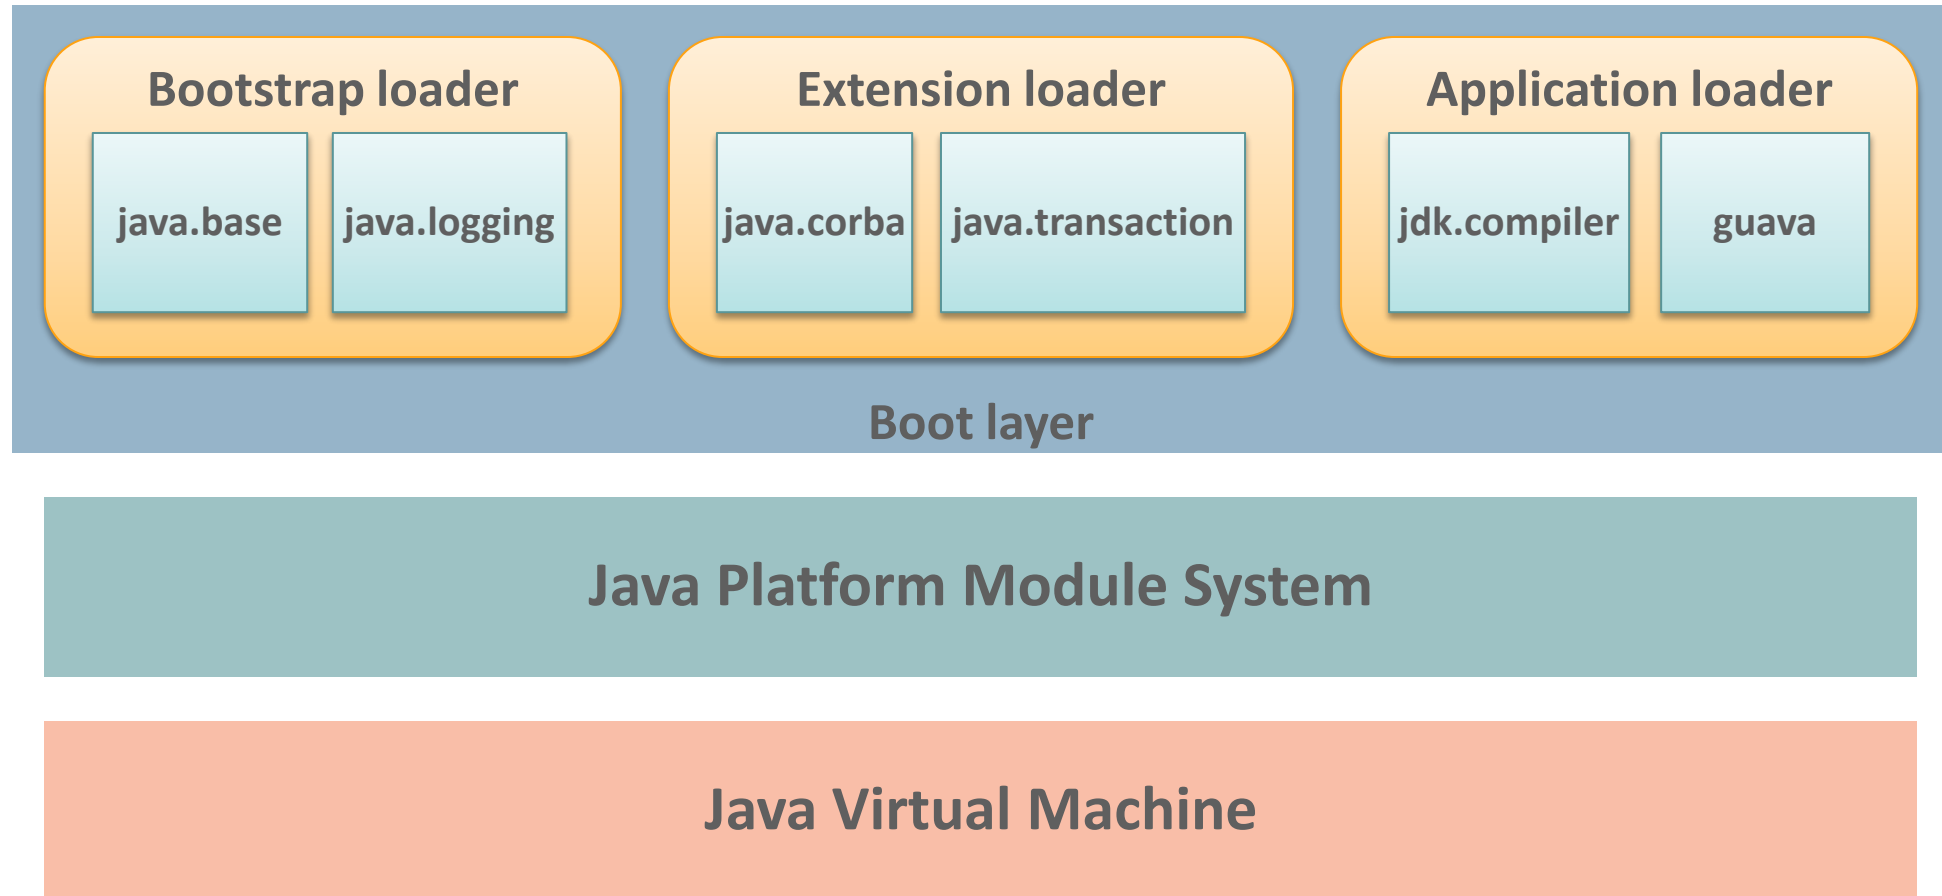 Bootstrap loader
Extension loader
Application loader
java.base
java.logging
java.corba
java.transaction
jdk.compiler
guava
Boot layer
Java Platform Module System
Java Virtual Machine